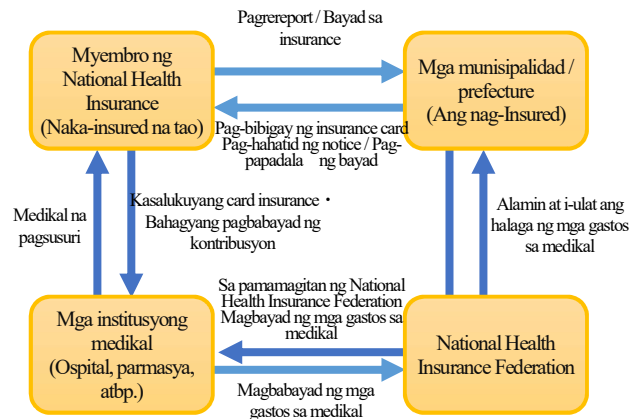 Pagrereport / Bayad sa
insurance
Myembro ng
National Health
Insurance
(Naka-insured na tao)
Mga munisipalidad /
prefecture
(Ang nag-Insured)
Pag-bibigay ng insurance card
Pag-hahatid ng notice / Pag-
papadala ng bayad
Medikal na
pagsusuri
Kasalukuyang card insurance・
Bahagyang pagbabayad ng
kontribusyon
Alamin at i-ulat ang
halaga ng mga gastos
sa medikal
Sa pamamagitan ng National
Health Insurance Federation
Magbayad ng mga gastos sa
medikal
Mga institusyong
medikal
(Ospital, parmasya,
atbp.)
National Health
Insurance Federation
Magbabayad ng mga
gastos sa medikal